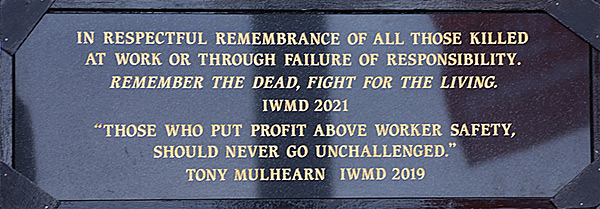 IN RESPECTFUL REMEMBRANCE OF ALL THOSE KILLED
AT WORK OR THROUGH FAILURE OF RESPONSIBILITY.
REMEMBER THE DEAD, FIGHT FOR THE LIVING.
IWMD 2021
“THOSE WHO PUT PROFIT ABOVE WORKER SAFETY,
SHOULD NEVER GO UNCHALLENGED.”
TONY MULHEARN IWMD 2019